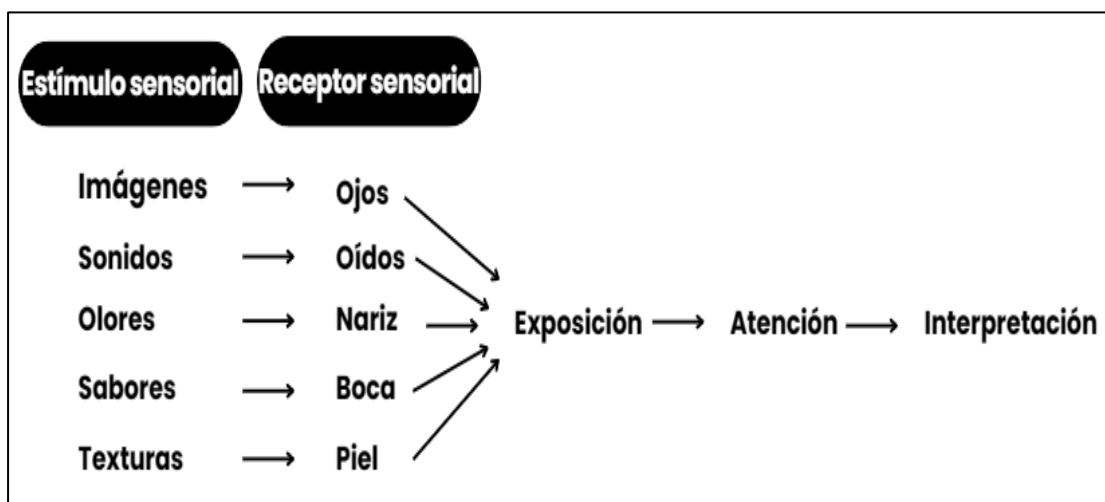 Estímulo sensorial Receptor sensorial
Imágenes Ojos
Sonidos Oídos
Olores Nariz Exposición Atención Interpretación
Sabores Boca
Texturas Piel